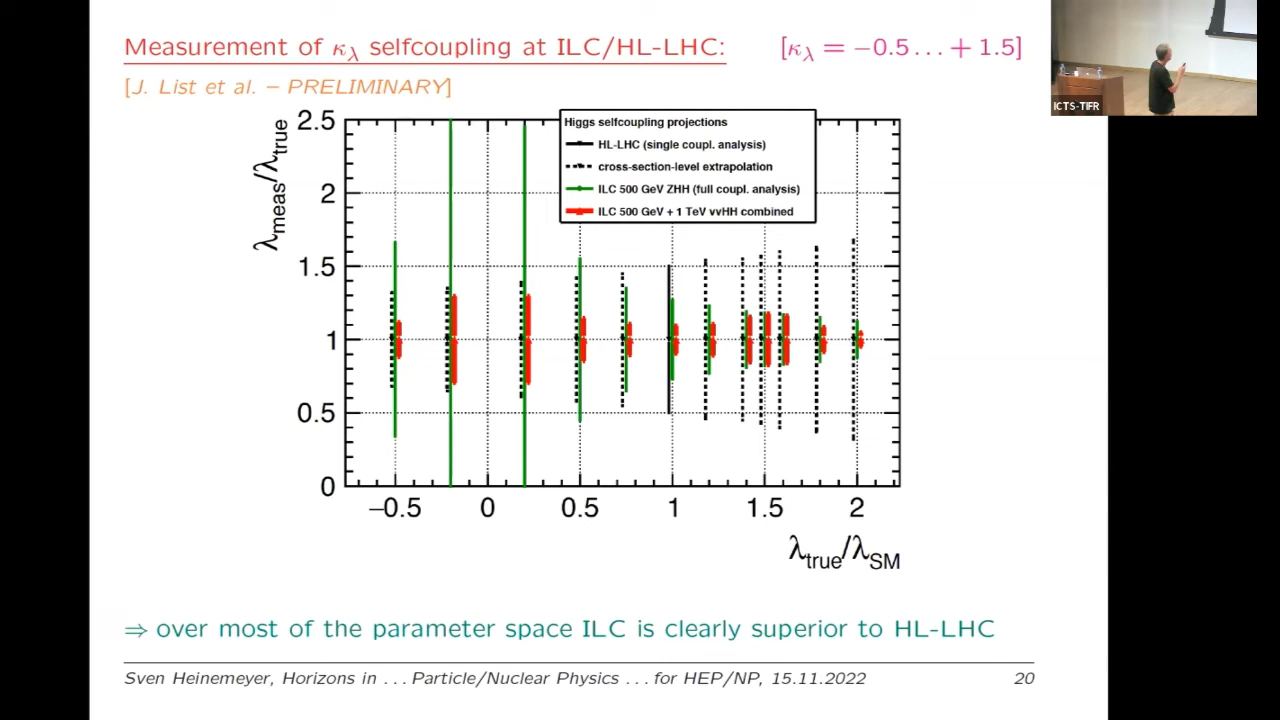 Measurement of κλ selfcoupling at ILC/HL-LHC: [κλ = −0.5 . . . + 1.5]
[J. List et al. – PRELIMINARY]
ICTS-TIFR
λmeas/λtrue
2.5
2
1.5
1
0.5
0
Higgs selfcoupling projections
HL-LHC (single coupl. analysis)
cross-section-level extrapolation
ILC 500 GeV ZHH (full coupl. analysis)
ILC 500 GeV + 1 TeV vvHH combined
−0.5 0 0.5 1 1.5 2
λtrue/λSM
⇒ over most of the parameter space ILC is clearly superior to HL-LHC
Sven Heinemeyer, Horizons in . . . Particle/Nuclear Physics . . . for HEP/NP, 15.11.2022 20